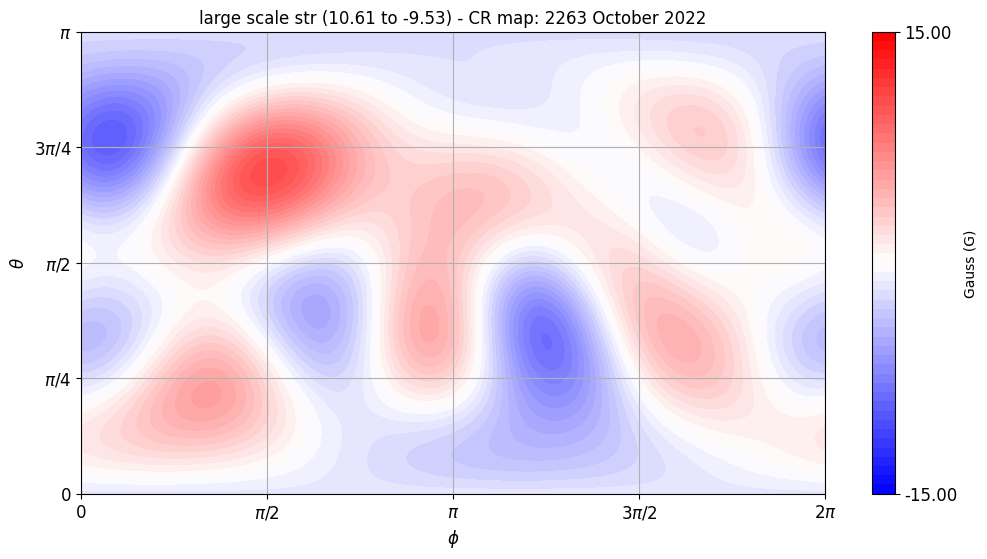 large scale str (10.61 to -9.53) - CR map: 2263 October 2022
π
3π/4
π/2
π/4
0
θ
0
π/2
π
3π/2
2π
ϕ
15.00
-15.00
Gauss (G)